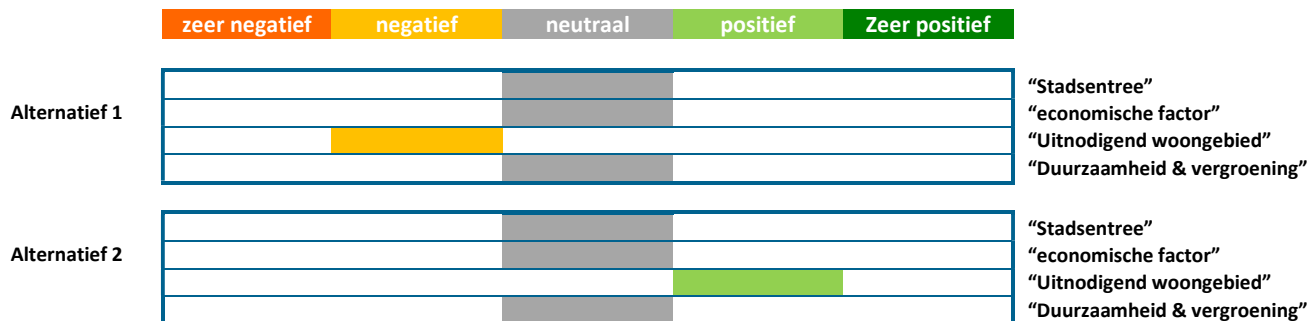 zeer negatief negatief neutraal positief Zeer positief
“Stadsentree”
Alternatief 1 “economische factor”
“Uitnodigend woongebied”
“Duurzaamheid & vergroening”
“Stadsentree”
Alternatief 2 “economische factor”
“Uitnodigend woongebied”
“Duurzaamheid & vergroening”